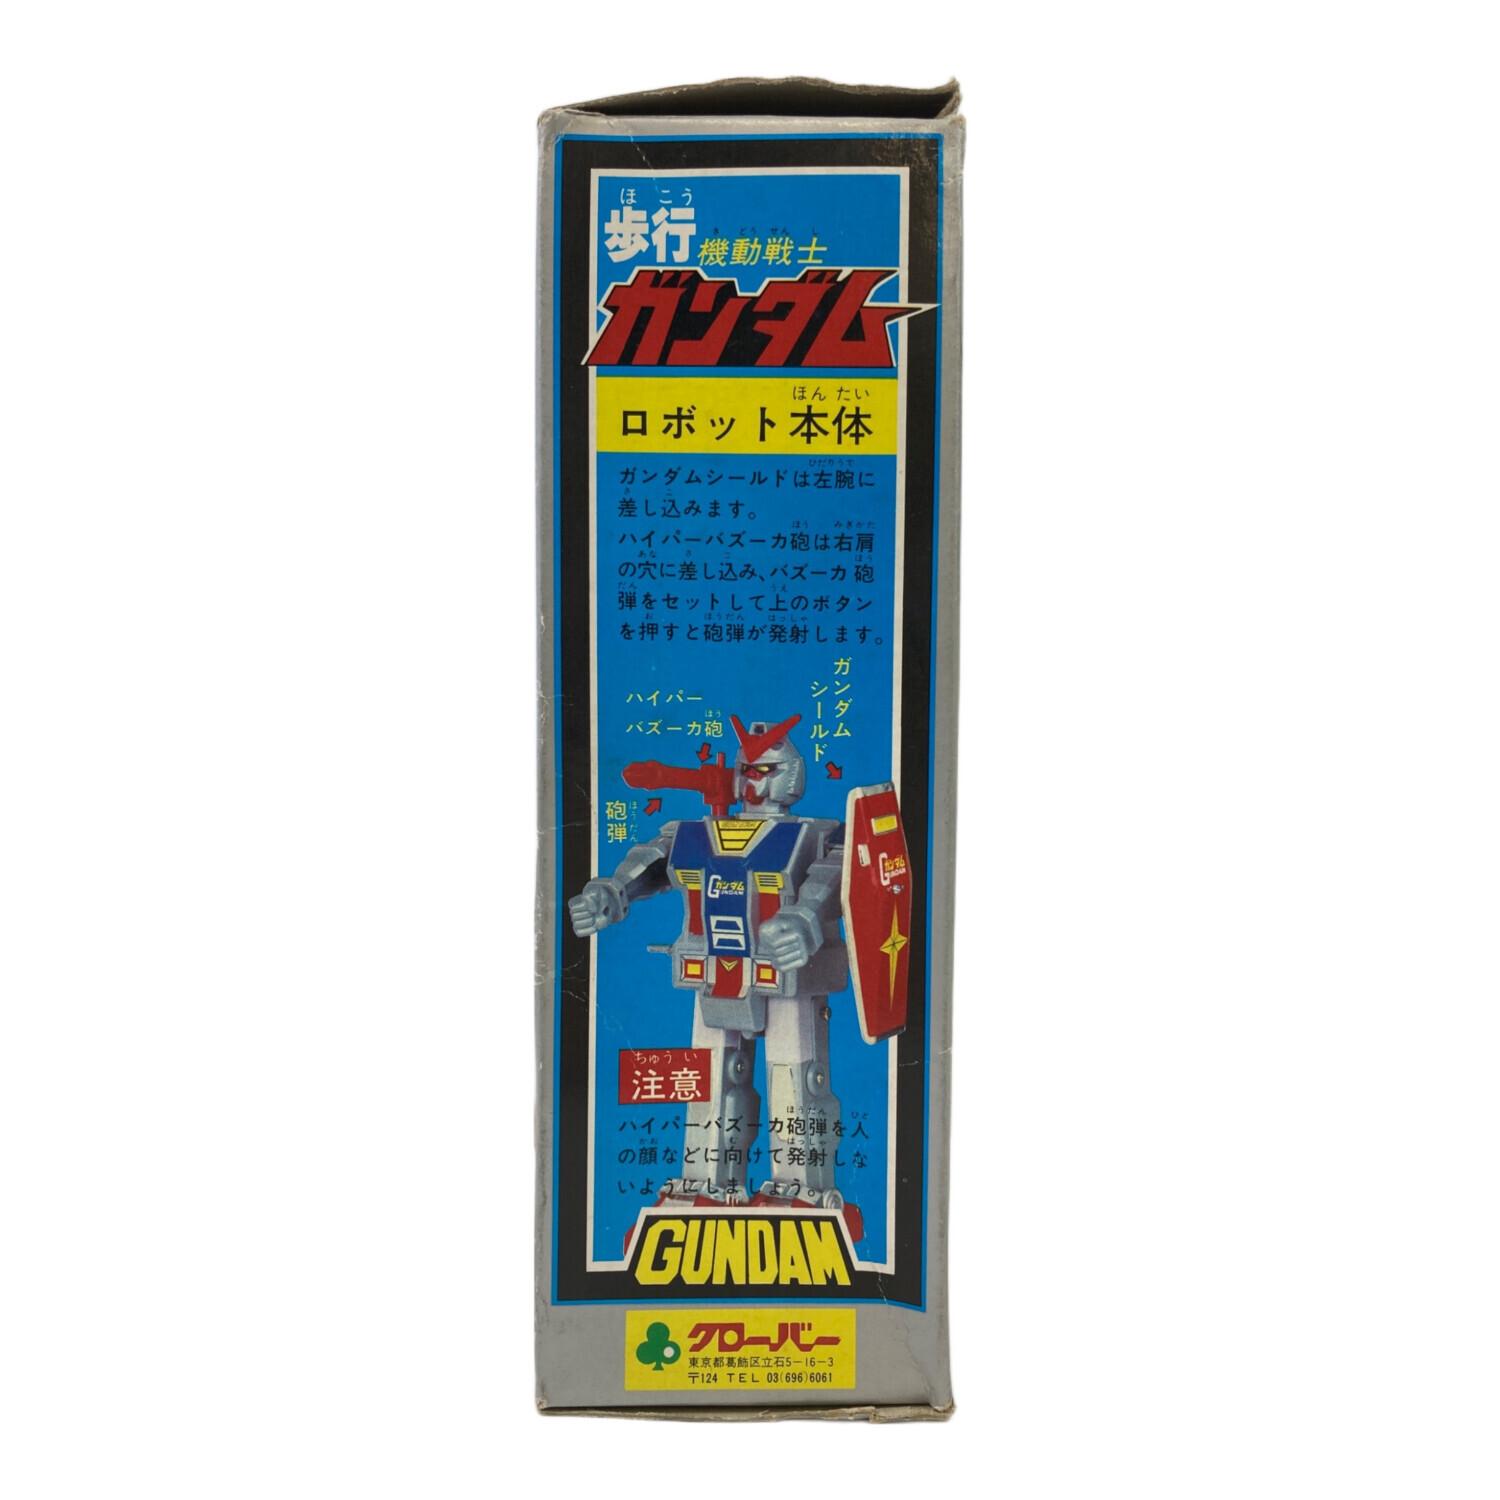 ほ こう
歩行
き どう せん し
機動戦士
ガンダム
ほん たい
ロボット本体
ひだりうで
ガンダムシールドは左腕に
さ こ
差し込みます。
ほう みぎかた
ハイパーバズーカ砲は右肩
あな さ こ ほう
の穴に差し込み、バズーカ砲
だん うえ
弾をセットして上のボタン
お ほうだん はっしゃ
を押すと砲弾が発射します。
ハイパー
ほう
バズーカ砲
ガンダム
シールド
砲弾
ほうだん
ガンダム
GUNDAM
ガンダム
GUNDAM
ちゅう い
注意
ほうだん ひと
ハイパーバズーカ砲弾を人
かお む はっしゃ
の顔などに向けて発射しな
いようにしましょう。
GUNDAM
クローバー
東京都葛飾区立石5-16-3
〒124 TEL 03(696)6061